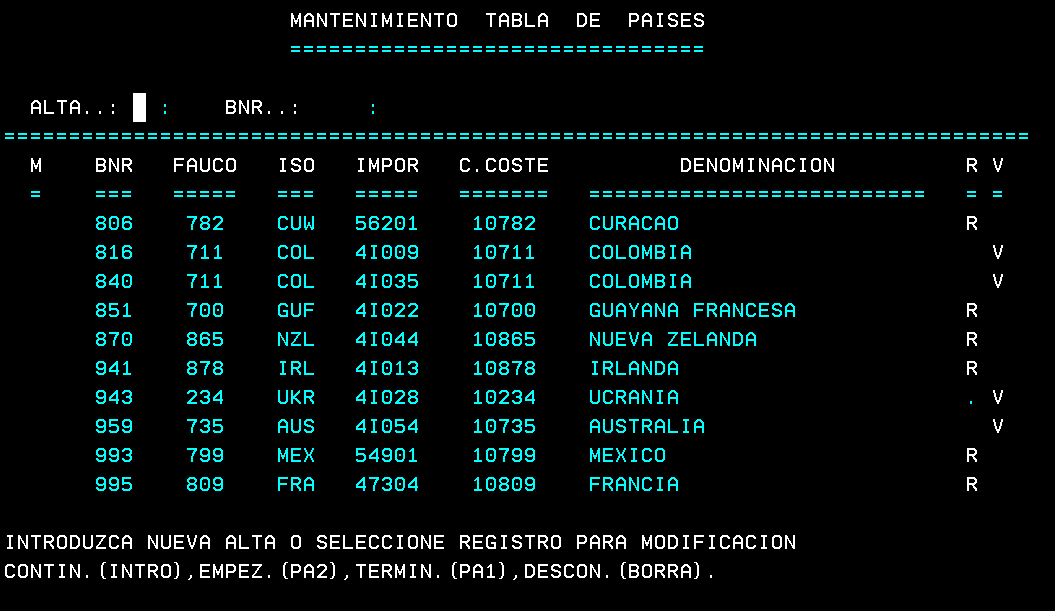 MANTENIMIENTO TABLA DE PAISES
================================
ALTA..: : BNR..: :
===============================================================================
M BNR FAUCO ISO IMPOR C.COSTE DENOMINACION R V
= === ===== === ===== ======= ========================== = =
806 782 CUW 56201 10782 CURACAO R
816 711 COL 4I009 10711 COLOMBIA V
840 711 COL 4I035 10711 COLOMBIA V
851 700 GUF 4I022 10700 GUAYANA FRANCESA R
870 865 NZL 4I044 10865 NUEVA ZELANDA R
941 878 IRL 4I013 10878 IRLANDA R
943 234 UKR 4I028 10234 UCRANIA . V
959 735 AUS 4I054 10735 AUSTRALIA V
993 799 MEX 54901 10799 MEXICO R
995 809 FRA 47304 10809 FRANCIA R
INTRODUZCA NUEVA ALTA O SELECCIONE REGISTRO PARA MODIFICACION
CONTIN.(INTRO),EMPEZ.(PA2),TERMIN.(PA1),DESCON.(BORRA).